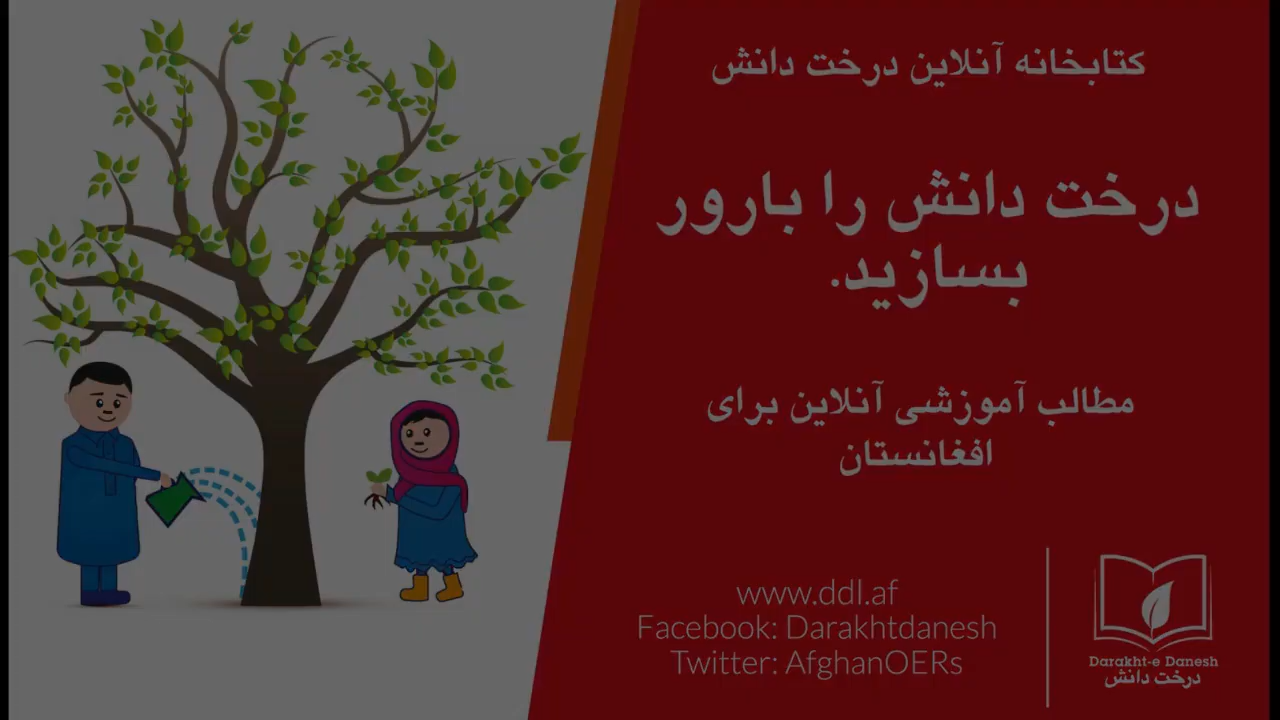 کتابخانه آنلاین درخت دانش
درخت دانش را بارور
بسازید.
مطالب آموزشی آنلاین برای
افغانستان
www.ddl.af
Facebook: Darakhtdanesh
Twitter: AfghanOERs
Darakht-e Danesh
درخت دانش